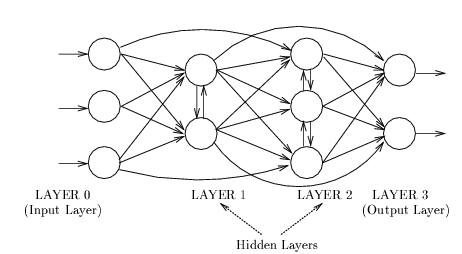 LAYER 0
(Input Layer)
LAYER 1
LAYER 2
LAYER 3
(Output Layer)
Hidden Layers